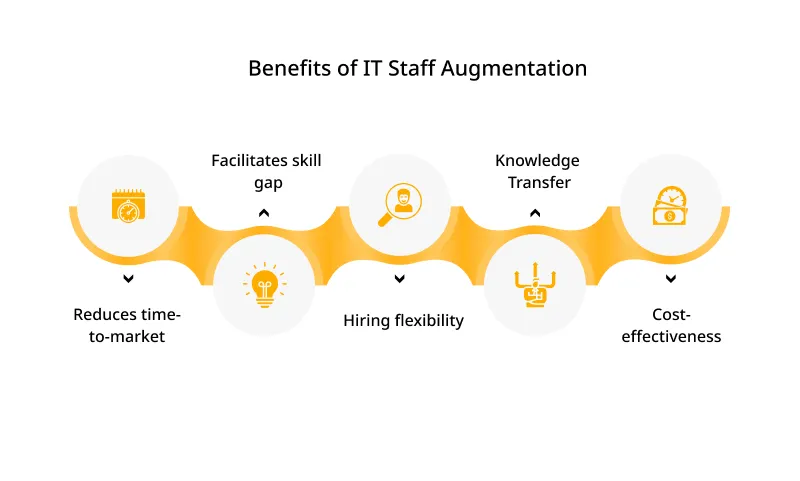 Benefits of IT Staff Augmentation
Facilitates skill
gap
Knowledge
Transfer
Reduces time-
to-market
Hiring flexibility
Cost-
effectiveness